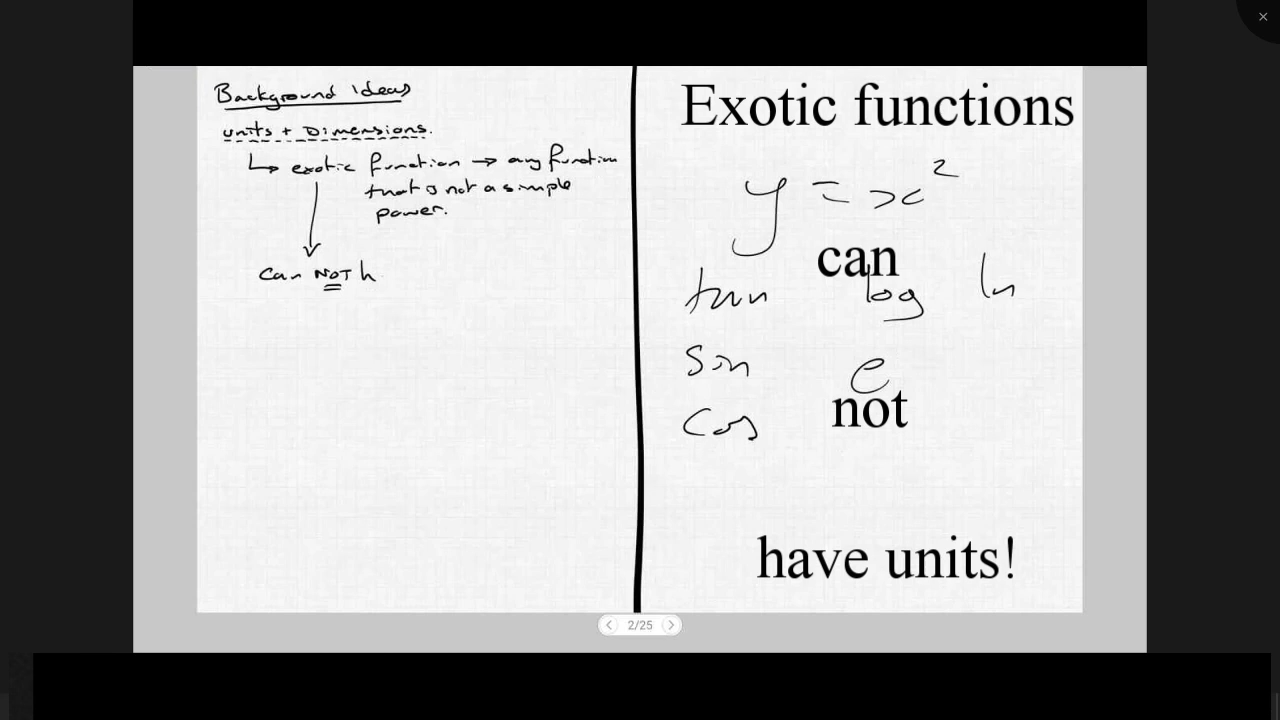 Background Ideas
units + Dimensions.
↳ exotic function → any function
that is not a simple
power.
Can NOT h
Exotic functions
y = x²
can
tan log ln
Sin e
not
Cos
have units!
2/25